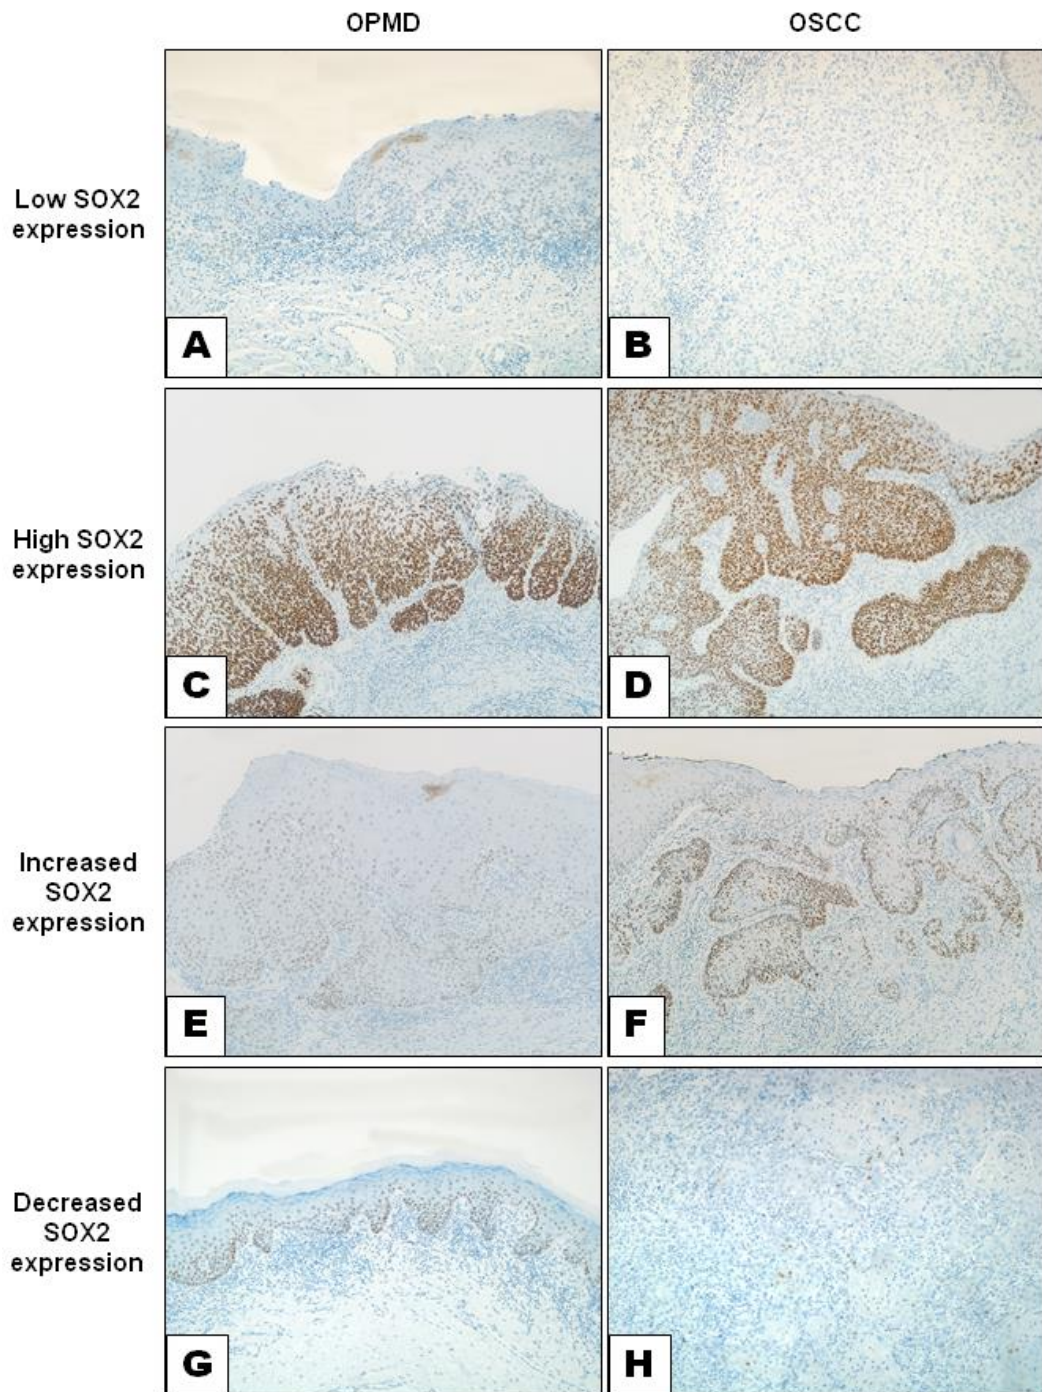 OPMD
OSCC
Low SOX2
expression
A
B
High SOX2
expression
C
D
Increased
SOX2
expression
E
F
Decreased
SOX2
expression
G
H